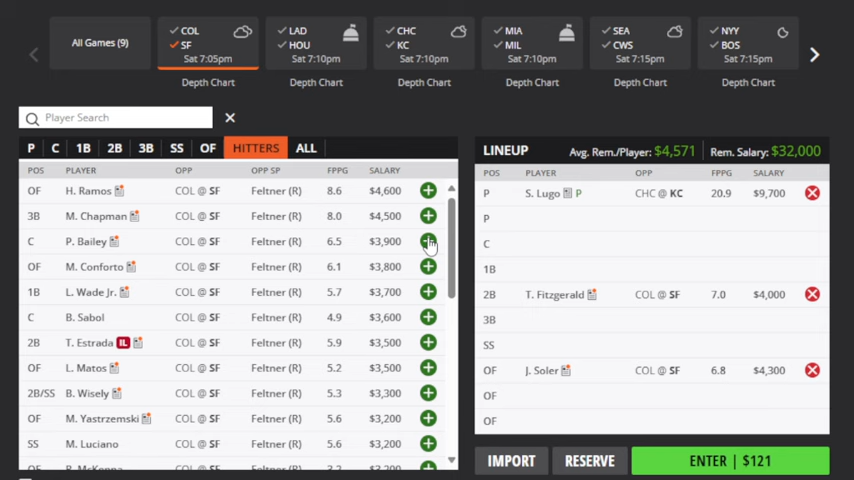 All Games (9)
COL
SF
Sat 7:05pm
Depth Chart
LAD
HOU
Sat 7:10pm
Depth Chart
CHC
KC
Sat 7:10pm
Depth Chart
MIA
MIL
Sat 7:10pm
Depth Chart
SEA
CWS
Sat 7:15pm
Depth Chart
NYY
BOS
Sat 7:15pm
Depth Chart
Player Search
P C 1B 2B 3B SS OF HITTERS ALL
POS PLAYER OPP OPP SP FPPG SALARY
OF H. Ramos COL @ SF Feltner (R) 8.6 $4,600
3B M. Chapman COL @ SF Feltner (R) 8.0 $4,500
C P. Bailey COL @ SF Feltner (R) 6.5 $3,900
OF M. Conforto COL @ SF Feltner (R) 6.1 $3,800
1B L. Wade Jr. COL @ SF Feltner (R) 5.7 $3,700
C B. Sabol COL @ SF Feltner (R) 4.9 $3,600
2B T. Estrada IL COL @ SF Feltner (R) 5.9 $3,500
OF L. Matos COL @ SF Feltner (R) 5.2 $3,500
2B/SS B. Wisely COL @ SF Feltner (R) 5.3 $3,300
OF M. Yastrzemski COL @ SF Feltner (R) 5.6 $3,200
SS M. Luciano COL @ SF Feltner (R) 5.6 $3,200
OF R. McKenna COL @ SF Feltner (R) 3.2 $3,200
LINEUP Avg. Rem./Player: $4,571 Rem. Salary: $32,000
POS PLAYER OPP FPPG SALARY
P S. Lugo P CHC @ KC 20.9 $9,700
P
C
1B
2B T. Fitzgerald COL @ SF 7.0 $4,000
3B
SS
OF J. Soler COL @ SF 6.8 $4,300
OF
OF
IMPORT RESERVE ENTER | $121